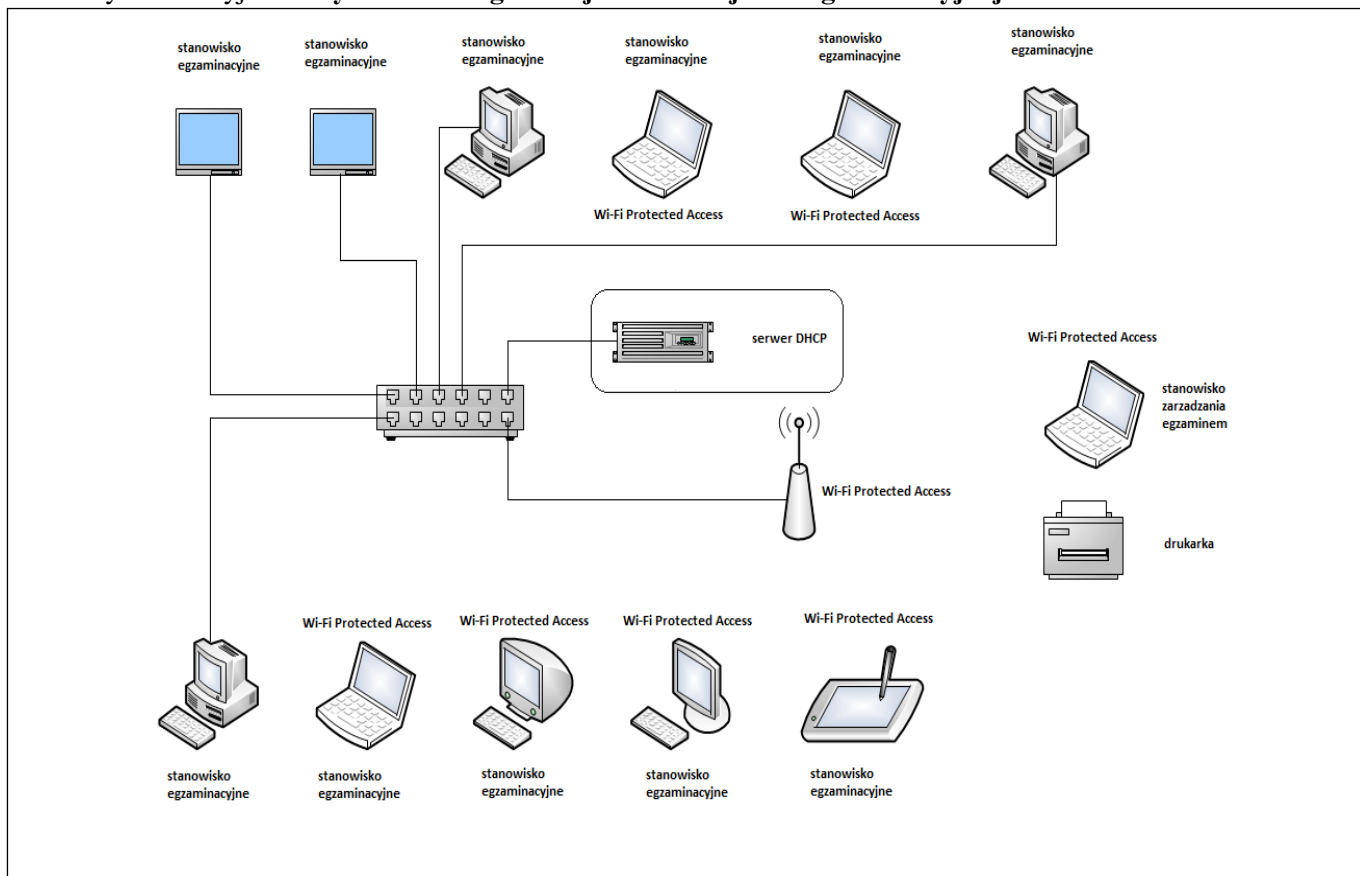 stanowisko
egzaminacyjne
stanowisko
egzaminacyjne
stanowisko
egzaminacyjne
stanowisko
egzaminacyjne
stanowisko
egzaminacyjne
stanowisko
egzaminacyjne
Wi-Fi Protected Access
Wi-Fi Protected Access
serwer DHCP
Wi-Fi Protected Access
stanowisko
zarzadzania
egzaminem
Wi-Fi Protected Access
drukarka
Wi-Fi Protected Access
Wi-Fi Protected Access
Wi-Fi Protected Access
Wi-Fi Protected Access
stanowisko
egzaminacyjne
stanowisko
egzaminacyjne
stanowisko
egzaminacyjne
stanowisko
egzaminacyjne
stanowisko
egzaminacyjne